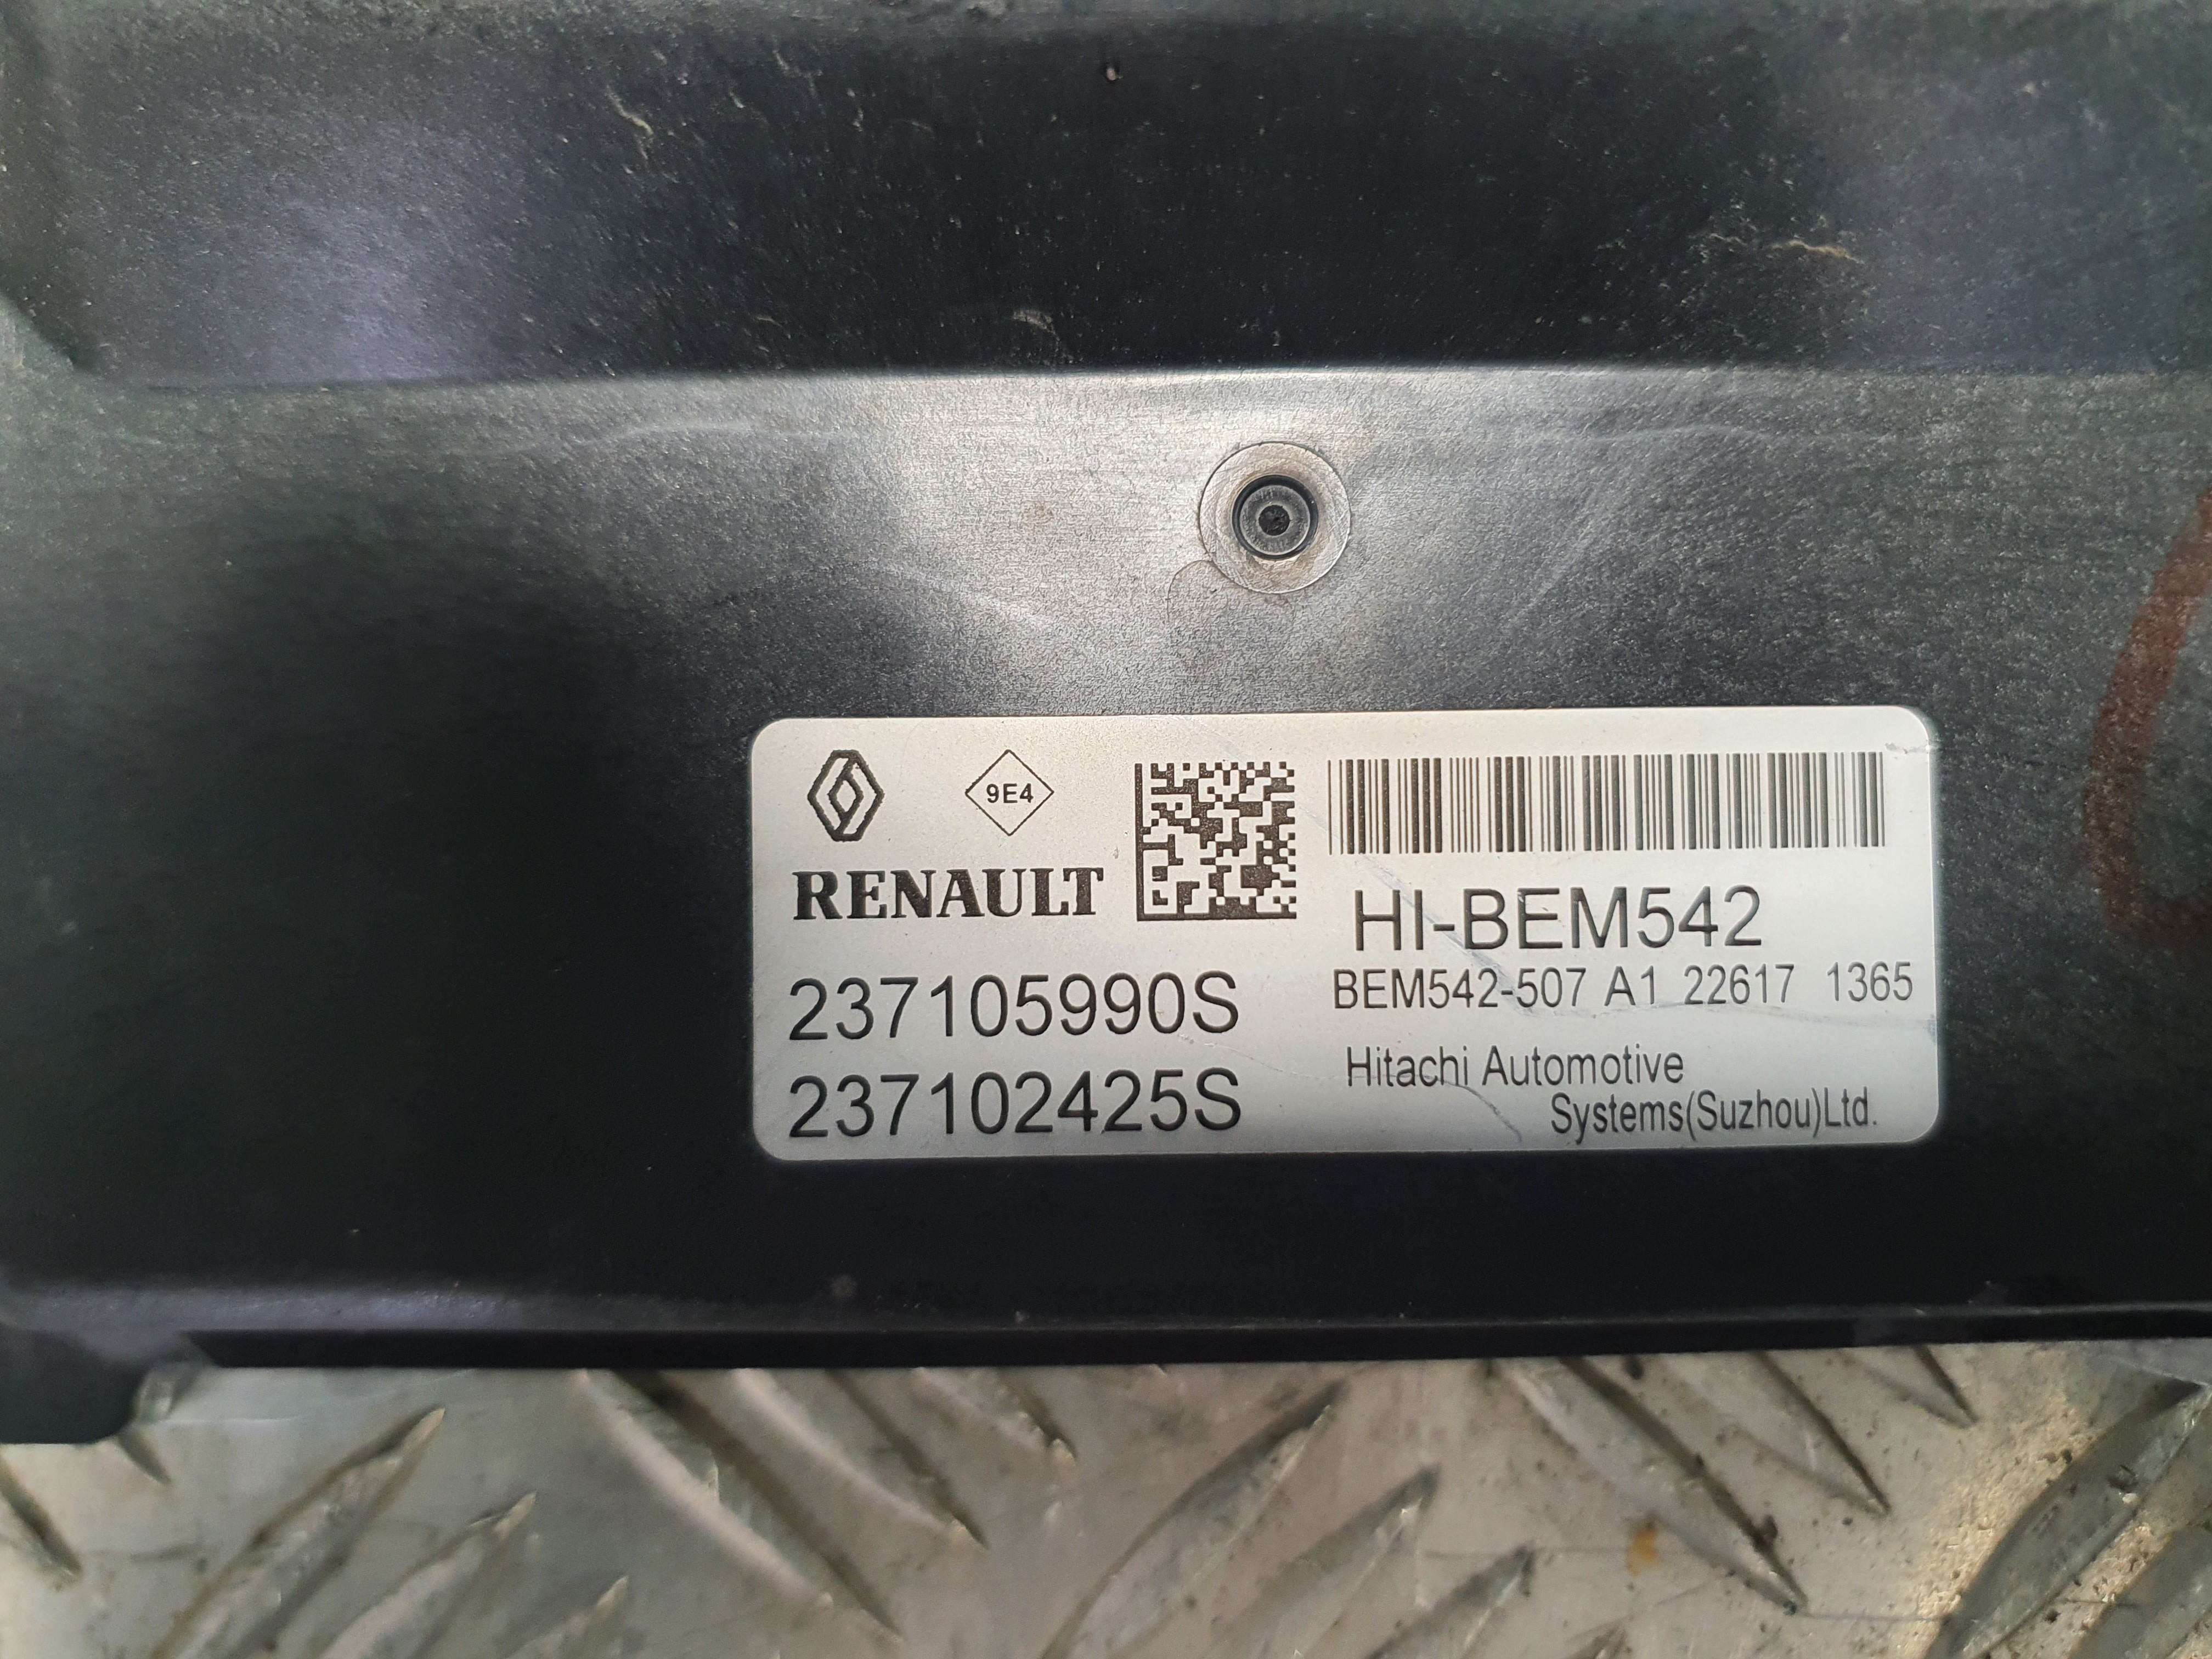 9E4
RENAULT
237105990S
237102425S
HI-BEM542
BEM542-507 A1 22617 1365
Hitachi Automotive
Systems(Suzhou)Ltd.